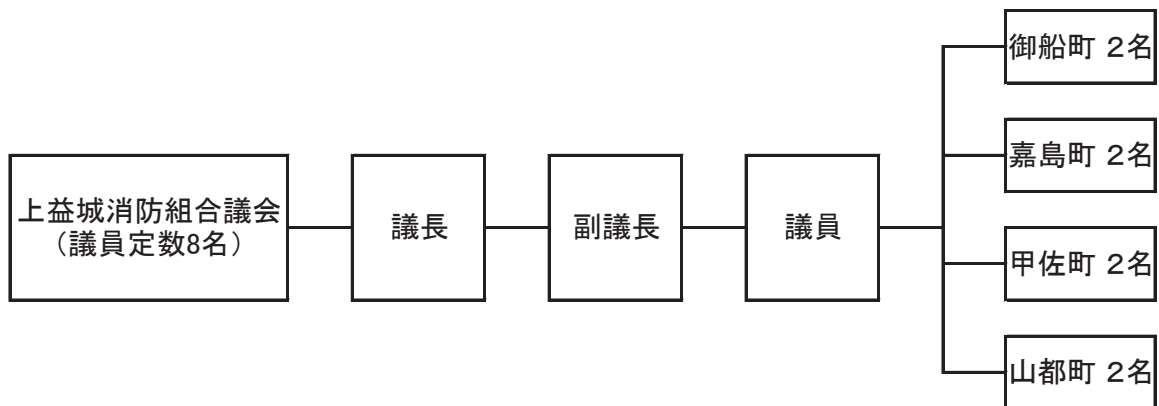 上益城消防組合議会
（議員定数8名）
議長
副議長
議員
御船町 ２名
嘉島町 ２名
甲佐町 ２名
山都町 ２名